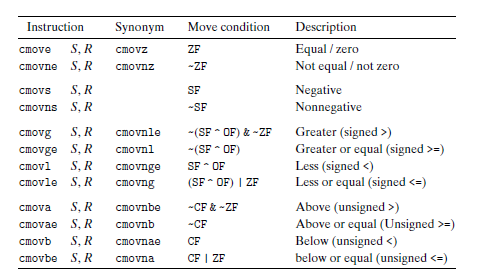 Instruction Synonym Move condition Description
cmove S, R cmovz ZF Equal / zero
cmovne S, R cmovnz ~ZF Not equal / not zero
cmovs S, R SF Negative
cmovns S, R ~SF Nonnegative
cmovg S, R cmovnle ~(SF ^ OF) & ~ZF Greater (signed >)
cmovge S, R cmovnl ~(SF ^ OF) Greater or equal (signed >=)
cmovl S, R cmovnge SF ^ OF Less (signed <)
cmovle S, R cmovng (SF ^ OF) | ZF Less or equal (signed <=)
cmova S, R cmovnbe ~CF & ~ZF Above (unsigned >)
cmovae S, R cmovnb ~CF Above or equal (Unsigned >=)
cmovb S, R cmovnae CF Below (unsigned <)
cmovbe S, R cmovna CF | ZF below or equal (unsigned <=)